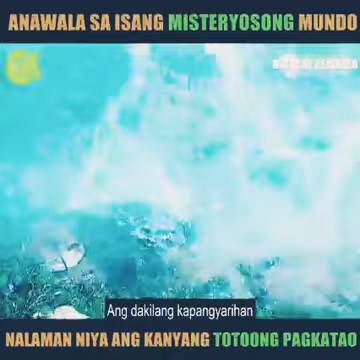 ANAWALA SA ISANG MISTERYOSONG MUNDO
Ang dakilang kapangyarihan
NALAMAN NIYA ANG KANYANG TOTOONG PAGKATAO